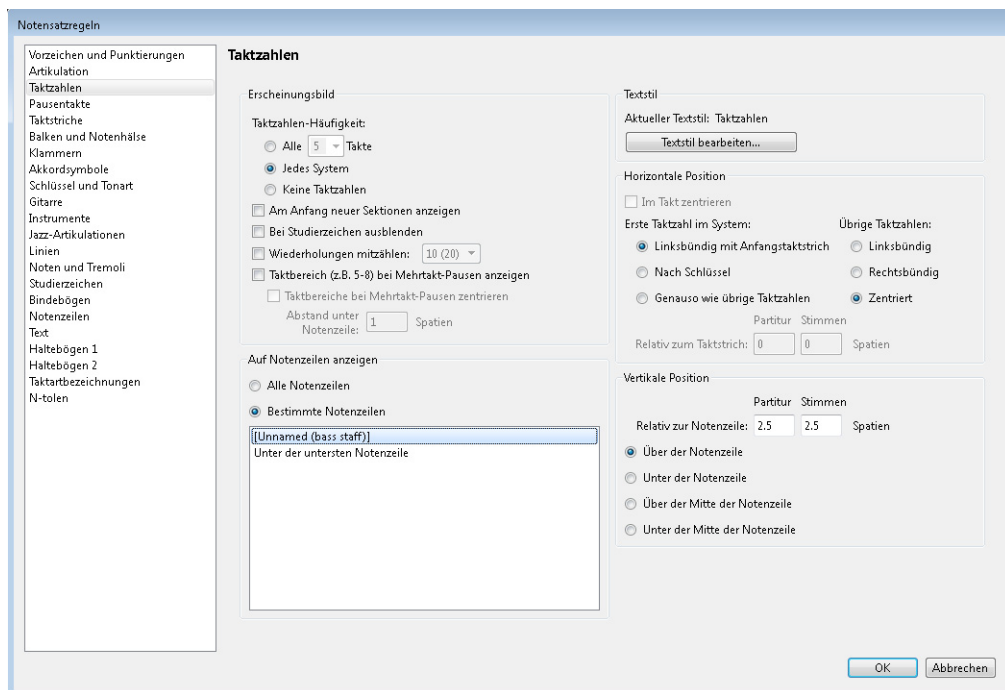 Notensatzregeln
Vorzeichen und Punktierungen
Artikulation
Taktzahlen
Pausentakte
Taktstriche
Balken und Notenhälse
Klammern
Akkordsymbole
Schlüssel und Tonart
Gitarre
Instrumente
Jazz-Artikulationen
Linien
Noten und Tremoli
Studierzeichen
Bindebögen
Notenzeilen
Text
Haltebögen 1
Haltebögen 2
Taktartbezeichnungen
N-tolen
Taktzahlen
Erscheinungsbild
Taktzahlen-Häufigkeit:
Alle 5 Takte
Jedes System
Keine Taktzahlen
Am Anfang neuer Sektionen anzeigen
Bei Studierzeichen ausblenden
Wiederholungen mitzählen: 10 (20)
Taktbereich (z.B. 5-8) bei Mehrtakt-Pausen anzeigen
Taktbereiche bei Mehrtakt-Pausen zentrieren
Abstand unter
Notenzeile: 1 Spatien
Auf Notenzeilen anzeigen
Alle Notenzeilen
Bestimmte Notenzeilen
[Unnamed (bass staff)]
Unter der untersten Notenzeile
Textstil
Aktueller Textstil: Taktzahlen
Textstil bearbeiten...
Horizontale Position
Im Takt zentrieren
Erste Taktzahl im System: Übrige Taktzahlen:
Linksbündig mit Anfangstaktstrich Linksbündig
Nach Schlüssel Rechtsbündig
Genauso wie übrige Taktzahlen Zentriert
Partitur Stimmen
Relativ zum Taktstrich: 0 0 Spatien
Vertikale Position
Partitur Stimmen
Relativ zur Notenzeile: 2.5 2.5 Spatien
Über der Notenzeile
Unter der Notenzeile
Über der Mitte der Notenzeile
Unter der Mitte der Notenzeile
OK Abbrechen